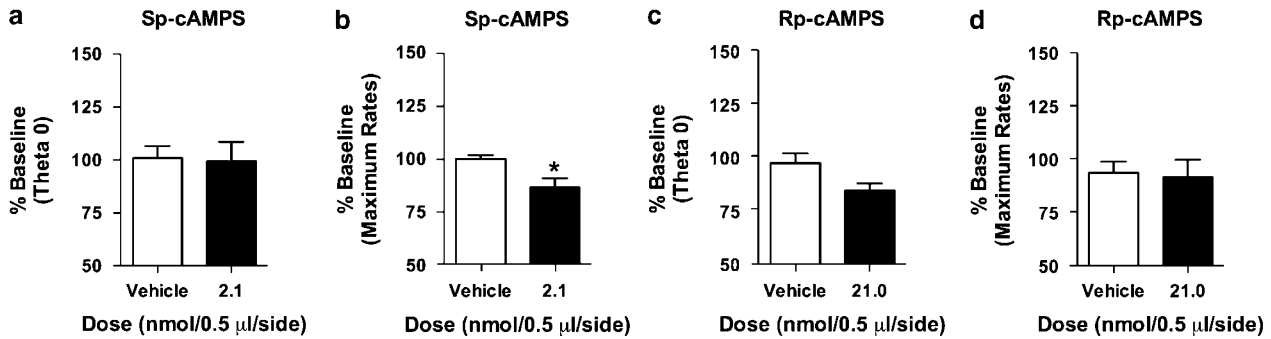 a
Sp-cAMPS
% Baseline
(Theta 0)
150
125
100
75
50
Vehicle 2.1
Dose (nmol/0.5 μl/side)
b
Sp-cAMPS
% Baseline
(Maximum Rates)
150
125
100
75
50
*
Vehicle 2.1
Dose (nmol/0.5 μl/side)
c
Rp-cAMPS
% Baseline
(Theta 0)
150
125
100
75
50
Vehicle 21.0
Dose (nmol/0.5 μl/side)
d
Rp-cAMPS
% Baseline
(Maximum Rates)
150
125
100
75
50
Vehicle 21.0
Dose (nmol/0.5 μl/side)